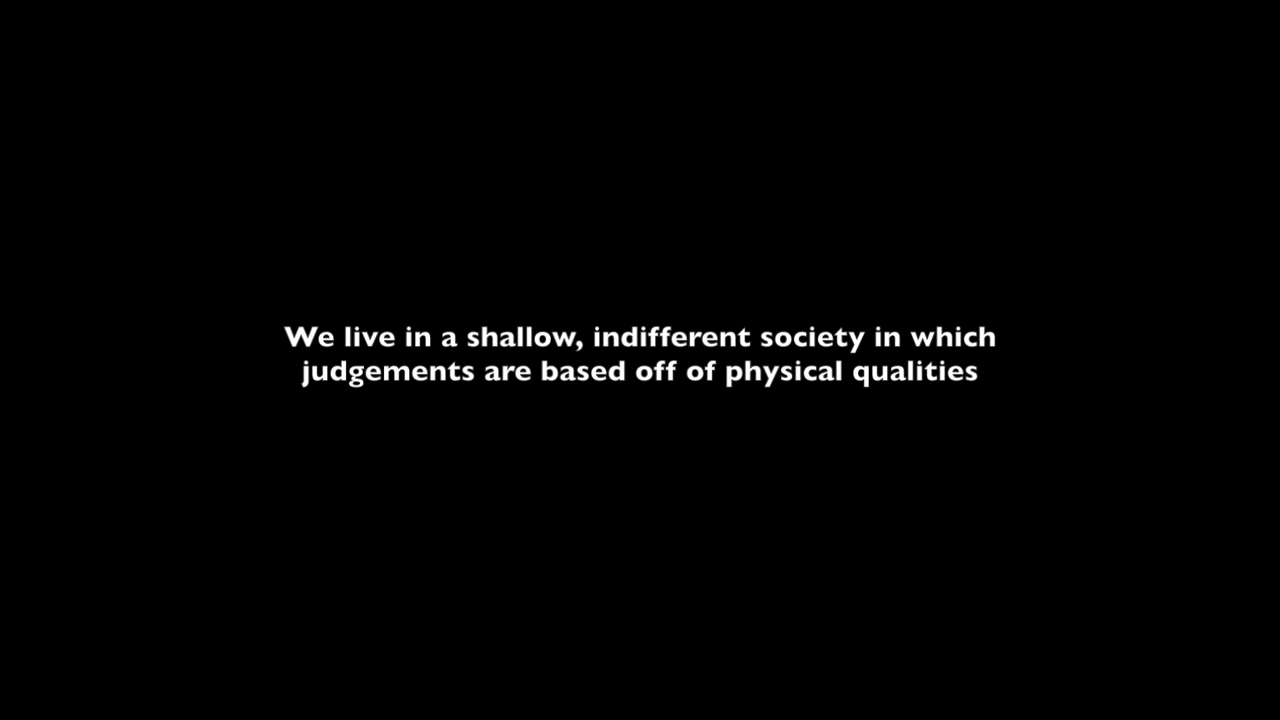 We live in a shallow, indifferent society in which
judgements are based off of physical qualities